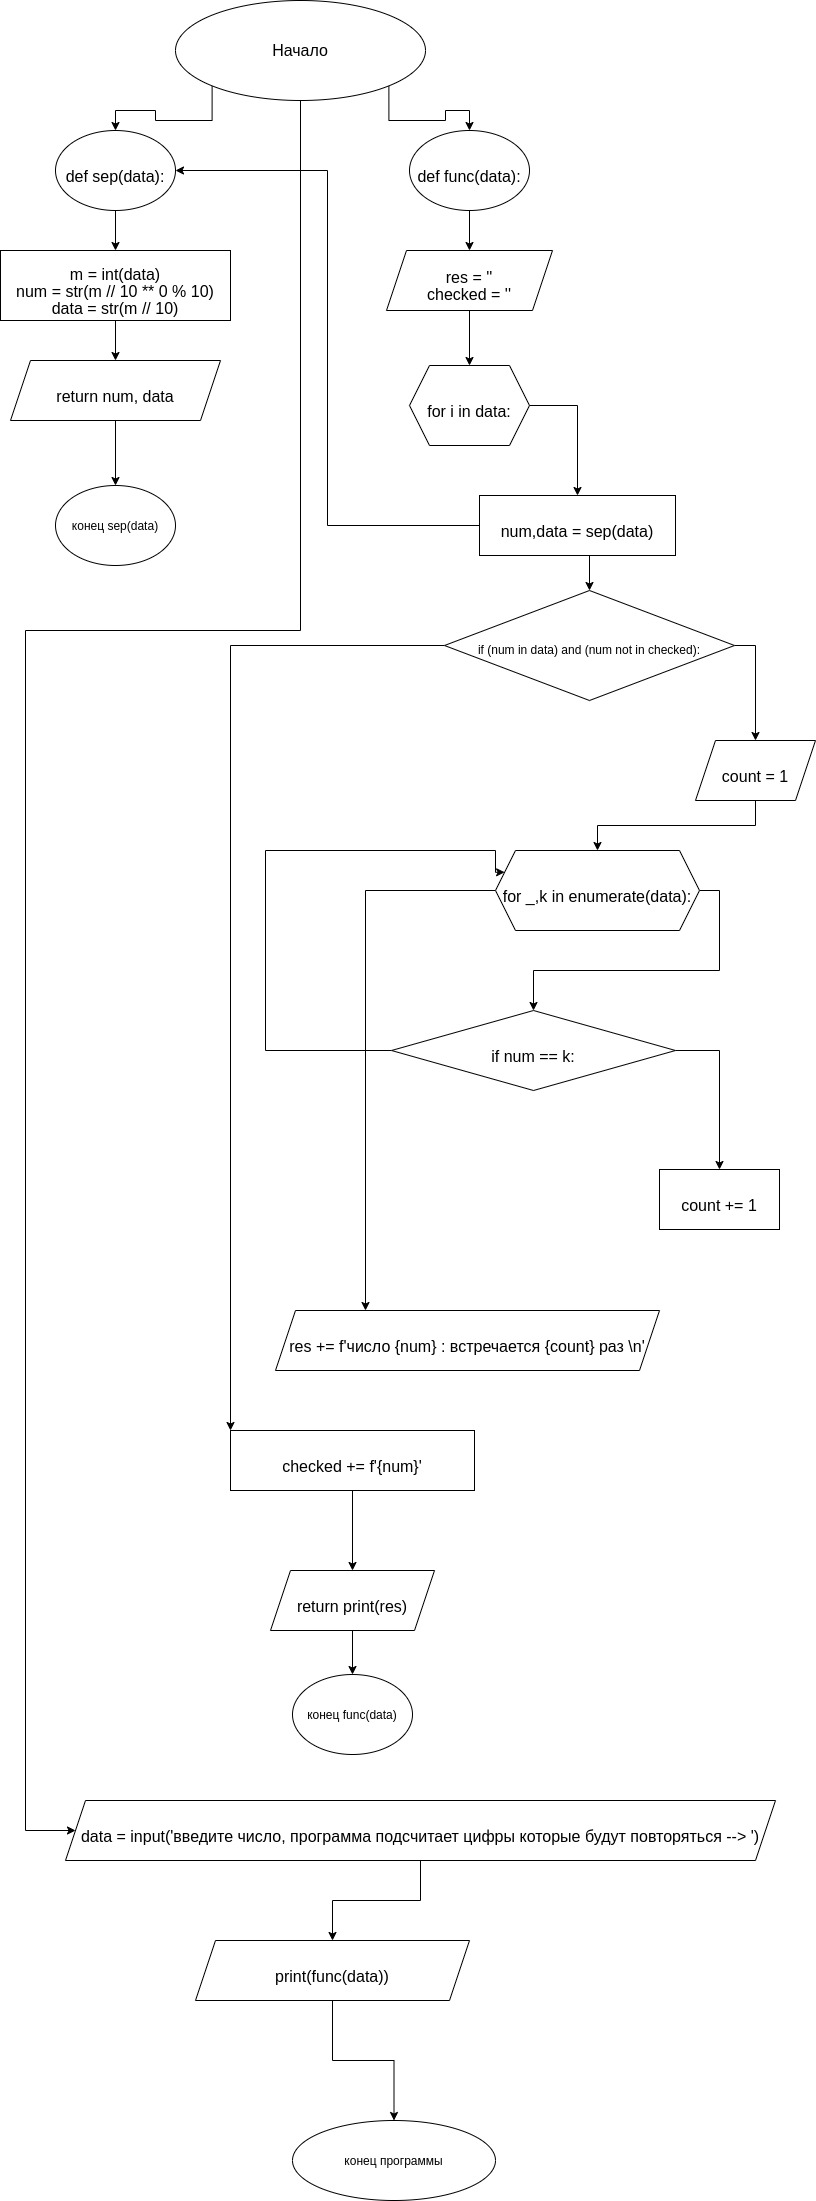 Начало
def sep(data):
def func(data):
m = int(data)
num = str(m // 10 ** 0 % 10)
data = str(m // 10)
res = ''
checked = ''
return num, data
for i in data:
конец sep(data)
num,data = sep(data)
if (num in data) and (num not in checked):
count = 1
for _,k in enumerate(data):
if num == k:
count += 1
res += f'число {num} : встречается {count} раз \n'
checked += f'{num}'
return print(res)
конец func(data)
data = input('введите число, программа подсчитает цифры которые будут повторяться --> ')
print(func(data))
конец программы